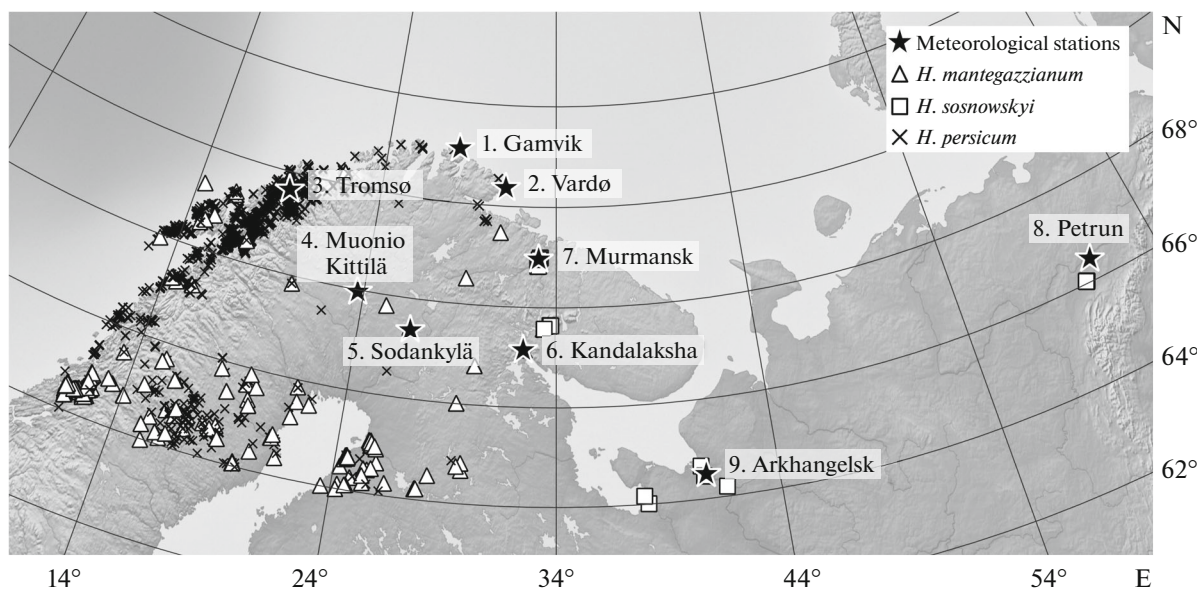 N
Meteorological stations
H. mantegazzianum
H. sosnowskyi
H. persicum
68°
1. Gamvik
3. Tromsø
2. Vardø
8. Petrun
66°
4. Muonio
Kittilä
7. Murmansk
5. Sodankylä
6. Kandalaksha
64°
9. Arkhangelsk
62°
14°
24°
34°
44°
54°
E